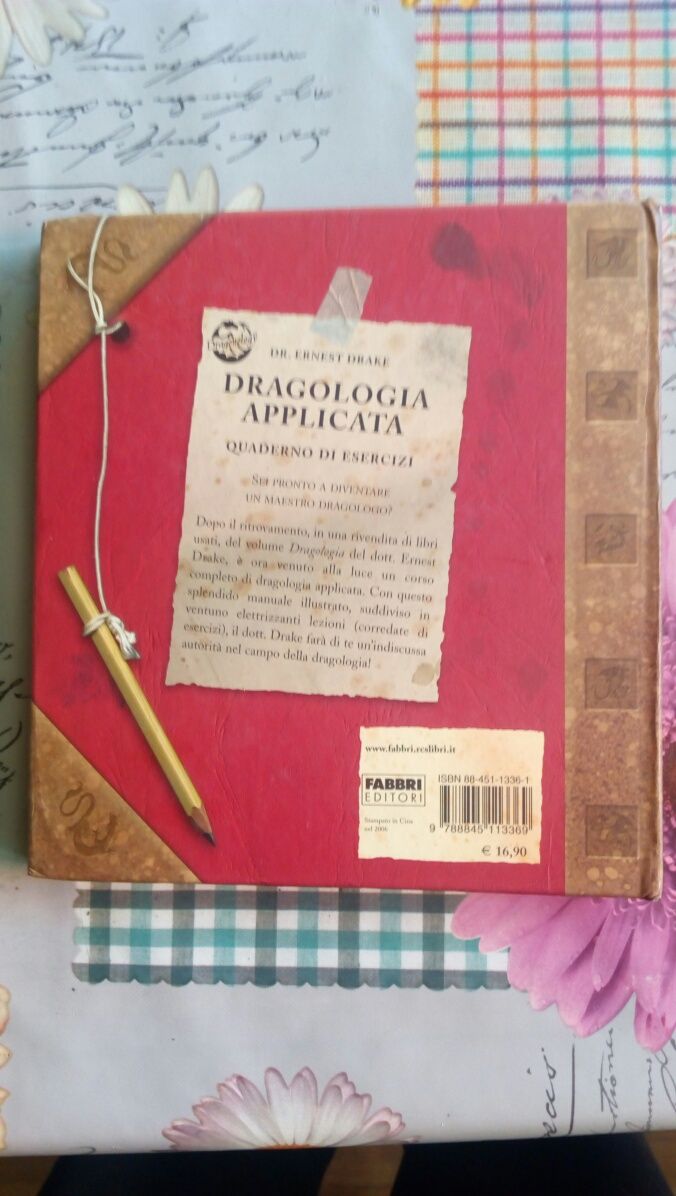 Dragology
DR. ERNEST DRAKE
DRAGOLOGIA
APPLICATA
QUADERNO DI ESERCIZI
SEI PRONTO A DIVENTARE
UN MAESTRO DRAGOLOGO?
Dopo il ritrovamento, in una rivendita di libri
usati, del volume Dragologia del dott. Ernest
Drake, è ora venuto alla luce un corso
completo di dragologia applicata. Con questo
splendido manuale illustrato, suddiviso in
ventuno elettrizzanti lezioni (corredate di
esercizi), il dott. Drake farà di te un'indiscussa
autorità nel campo della dragologia!
www.fabbri.rcslibri.it
FABBRI
EDITORI
ISBN 88-451-1336-1
Stampato in Cina
nel 2006
9 788845 113369
€ 16,90